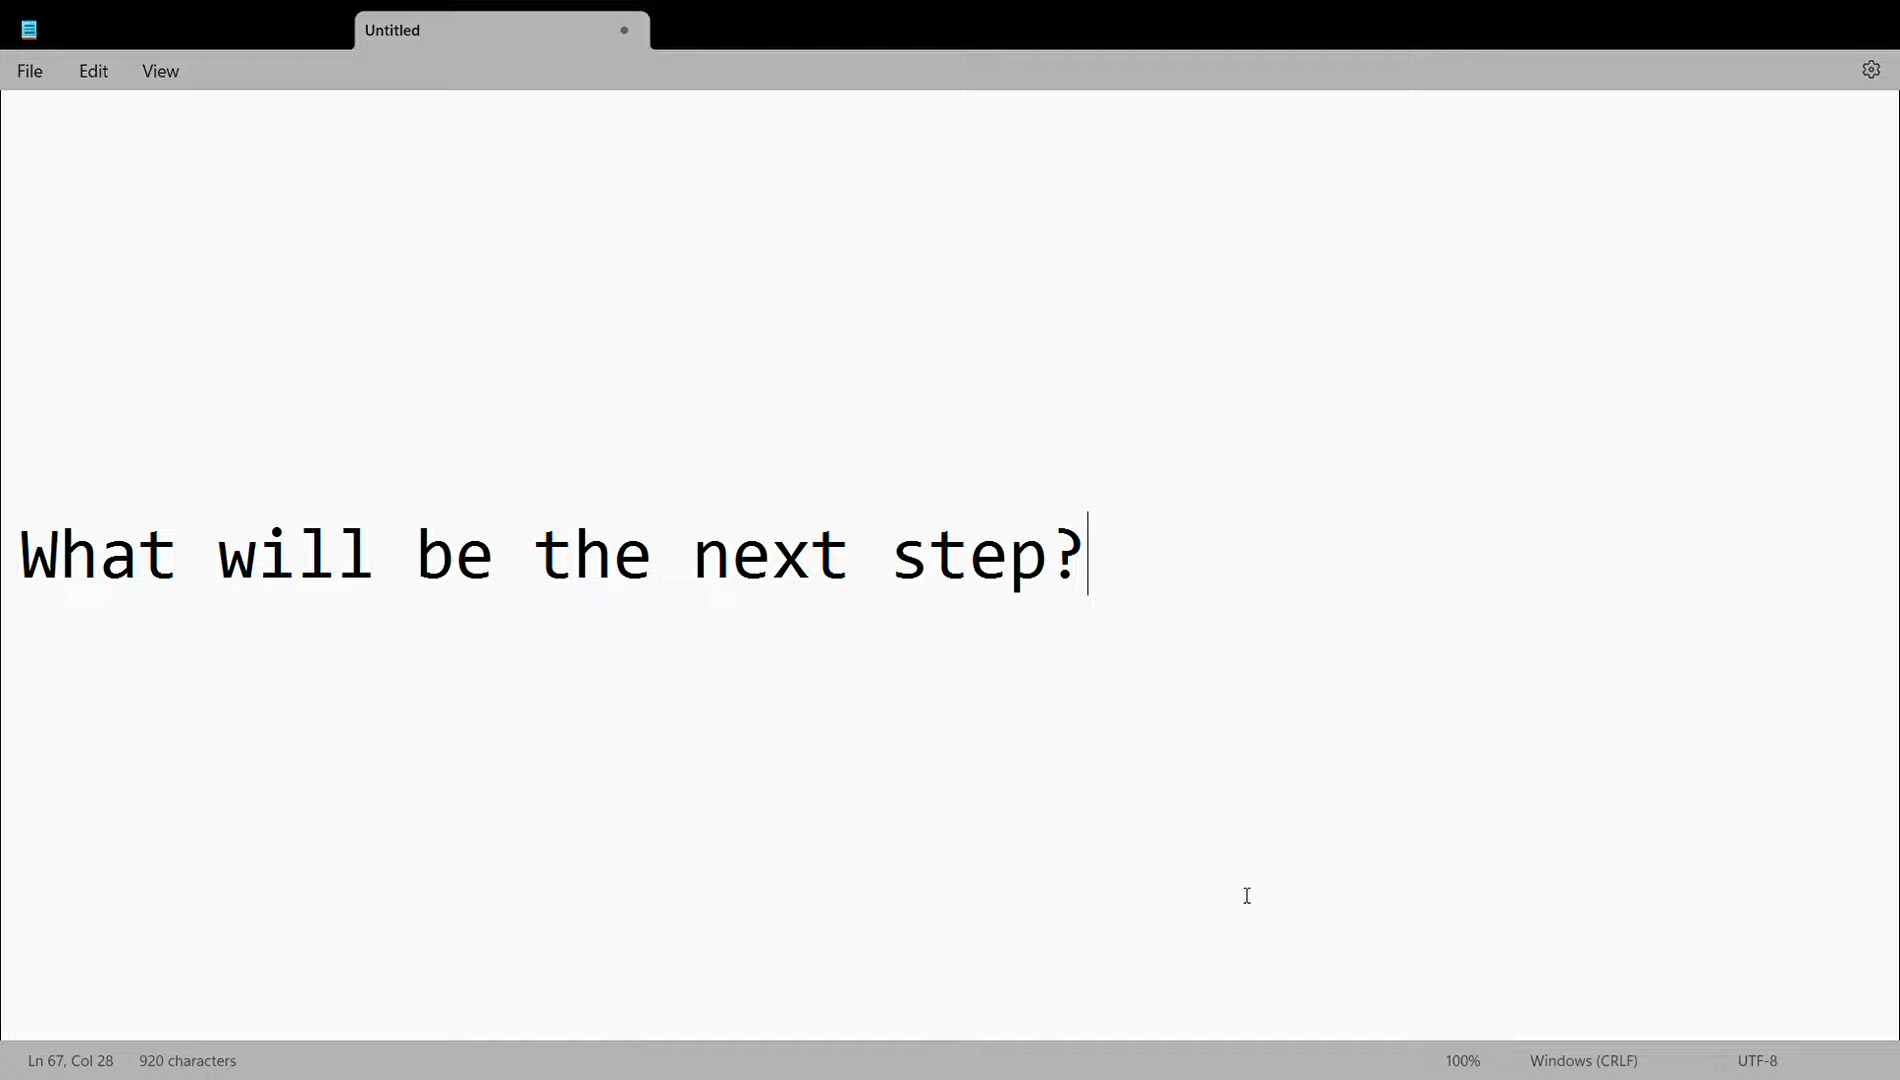 Untitled
File Edit View
What will be the next step?
Ln 67, Col 28 920 characters 100% Windows (CRLF) UTF-8